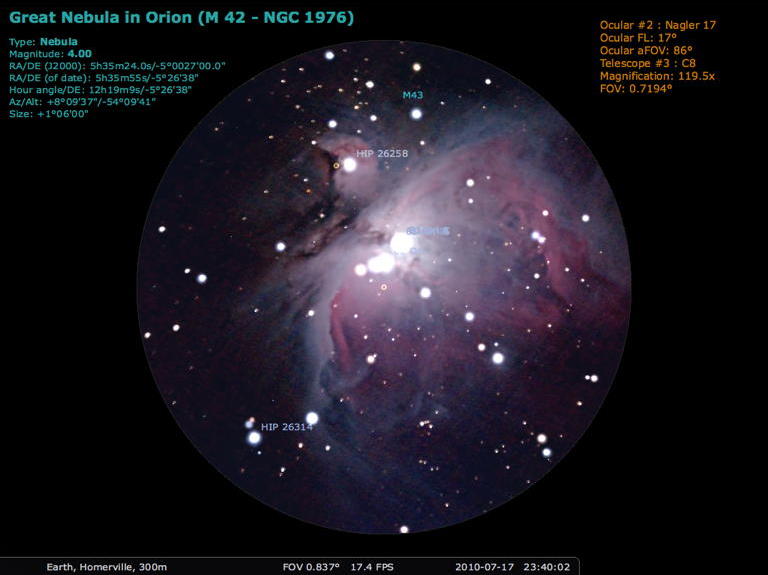 Great Nebula in Orion (M 42 - NGC 1976)
Type: Nebula
Magnitude: 4.00
RA/DE (J2000): 5h35m24.0s/-5°0027'00.0"
RA/DE (of date): 5h35m55s/-5°26'38"
Hour angle/DE: 12h19m9s/-5°26'38"
Az/Alt: +8°09'37"/-54°09'41"
Size: +1°06'00"
Ocular #2 : Nagler 17
Ocular FL: 17°
Ocular aFOV: 86°
Telescope #3 : C8
Magnification: 119.5x
FOV: 0.7194°
M43
HIP 26258
HIP 26314
Earth, Homerville, 300m
FOV 0.837°
17.4 FPS
2010-07-17
23:40:02